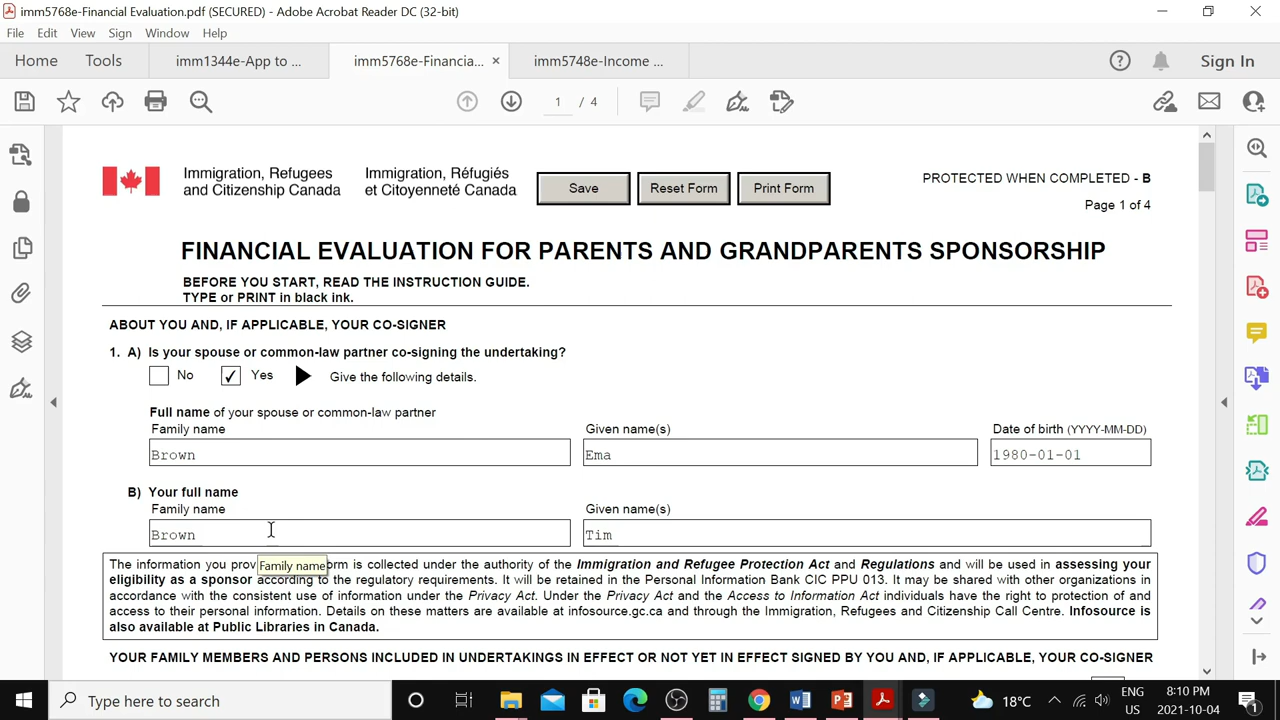 imm5768e-Financial Evaluation.pdf (SECURED) - Adobe Acrobat Reader DC (32-bit)
File Edit View Sign Window Help
Home Tools imm1344e-App to ... imm5768e-Financia... × imm5748e-Income ... Sign In
1 / 4
Immigration, Refugees
and Citizenship Canada
Immigration, Réfugiés
et Citoyenneté Canada
Save Reset Form Print Form
PROTECTED WHEN COMPLETED - B
Page 1 of 4
FINANCIAL EVALUATION FOR PARENTS AND GRANDPARENTS SPONSORSHIP
BEFORE YOU START, READ THE INSTRUCTION GUIDE.
TYPE or PRINT in black ink.
ABOUT YOU AND, IF APPLICABLE, YOUR CO-SIGNER
1. A) Is your spouse or common-law partner co-signing the undertaking?
No ✓ Yes Give the following details.
Full name of your spouse or common-law partner
Family name Given name(s) Date of birth (YYYY-MM-DD)
Brown Ema 1980-01-01
B) Your full name
Family name Given name(s)
Brown Tim
Family name
The information you prov rm is collected under the authority of the Immigration and Refugee Protection Act and Regulations and will be used in assessing your
eligibility as a sponsor according to the regulatory requirements. It will be retained in the Personal Information Bank CIC PPU 013. It may be shared with other organizations in
accordance with the consistent use of information under the Privacy Act. Under the Privacy Act and the Access to Information Act individuals have the right to protection of and
access to their personal information. Details on these matters are available at infosource.gc.ca and through the Immigration, Refugees and Citizenship Call Centre. Infosource is
also available at Public Libraries in Canada.
YOUR FAMILY MEMBERS AND PERSONS INCLUDED IN UNDERTAKINGS IN EFFECT OR NOT YET IN EFFECT SIGNED BY YOU AND, IF APPLICABLE, YOUR CO-SIGNER
Type here to search
18°C
ENG
US
8:10 PM
2021-10-04
1